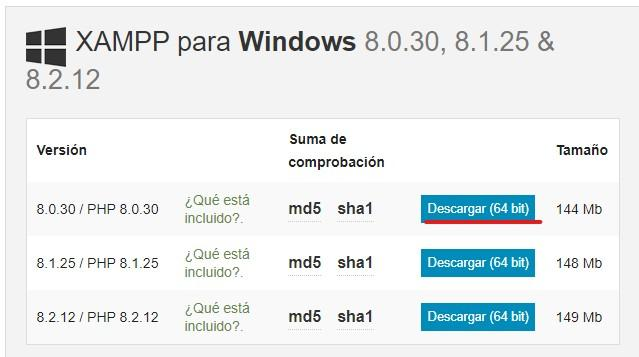 XAMPP para Windows 8.0.30, 8.1.25 &
8.2.12
Versión Suma de comprobación Tamaño
8.0.30 / PHP 8.0.30 ¿Qué está incluido?. md5 sha1 Descargar (64 bit) 144 Mb
8.1.25 / PHP 8.1.25 ¿Qué está incluido?. md5 sha1 Descargar (64 bit) 148 Mb
8.2.12 / PHP 8.2.12 ¿Qué está incluido?. md5 sha1 Descargar (64 bit) 149 Mb